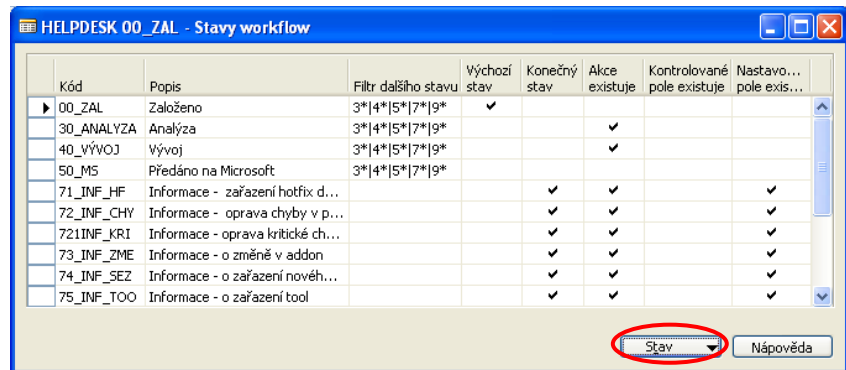 HELPDESK 00_ZAL - Stavy workflow
Kód Popis Filtr dalšího stavu Výchozí stav Konečný stav Akce existuje Kontrolované pole existuje Nastavo... pole exis...
00_ZAL Založeno 3*|4*|5*|7*|9* ✔
30_ANALYZA Analýza 3*|4*|5*|7*|9* ✔
40_VÝVOJ Vývoj 3*|4*|5*|7*|9* ✔
50_MS Předáno na Microsoft 3*|4*|5*|7*|9*
71_INF_HF Informace - zařazení hotfix d... ✔ ✔ ✔
72_INF_CHY Informace - oprava chyby v p... ✔ ✔ ✔
721INF_KRI Informace - oprava kritické ch... ✔ ✔ ✔
73_INF_ZME Informace - o změně v addon ✔ ✔ ✔
74_INF_SEZ Informace - o zařazení novéh... ✔ ✔ ✔
75_INF_TOO Informace - o zařazení tool ✔ ✔ ✔
Stav Nápověda